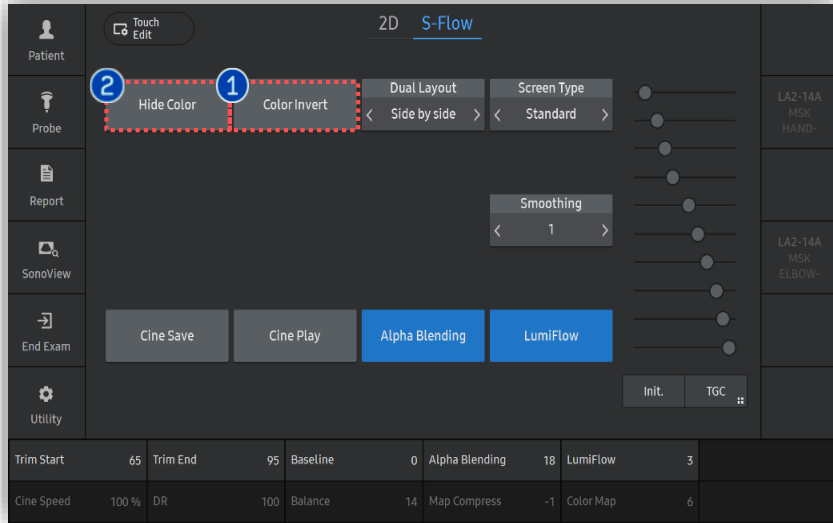 Patient
Touch
Edit
2D
S-Flow
2
Hide Color
1
Color Invert
Dual Layout
< Side by side >
Screen Type
< Standard >
Probe
LA2-14A
MSK
HAND-
Report
Smoothing
< 1 >
SonoView
LA2-14A
MSK
ELBOW-
End Exam
Cine Save
Cine Play
Alpha Blending
LumiFlow
Utility
Init.
TGC
Trim Start 65
Trim End 95
Baseline 0
Alpha Blending 18
LumiFlow 3
Cine Speed 100 %
DR 100
Balance 14
Map Compress -1
Color Map 6